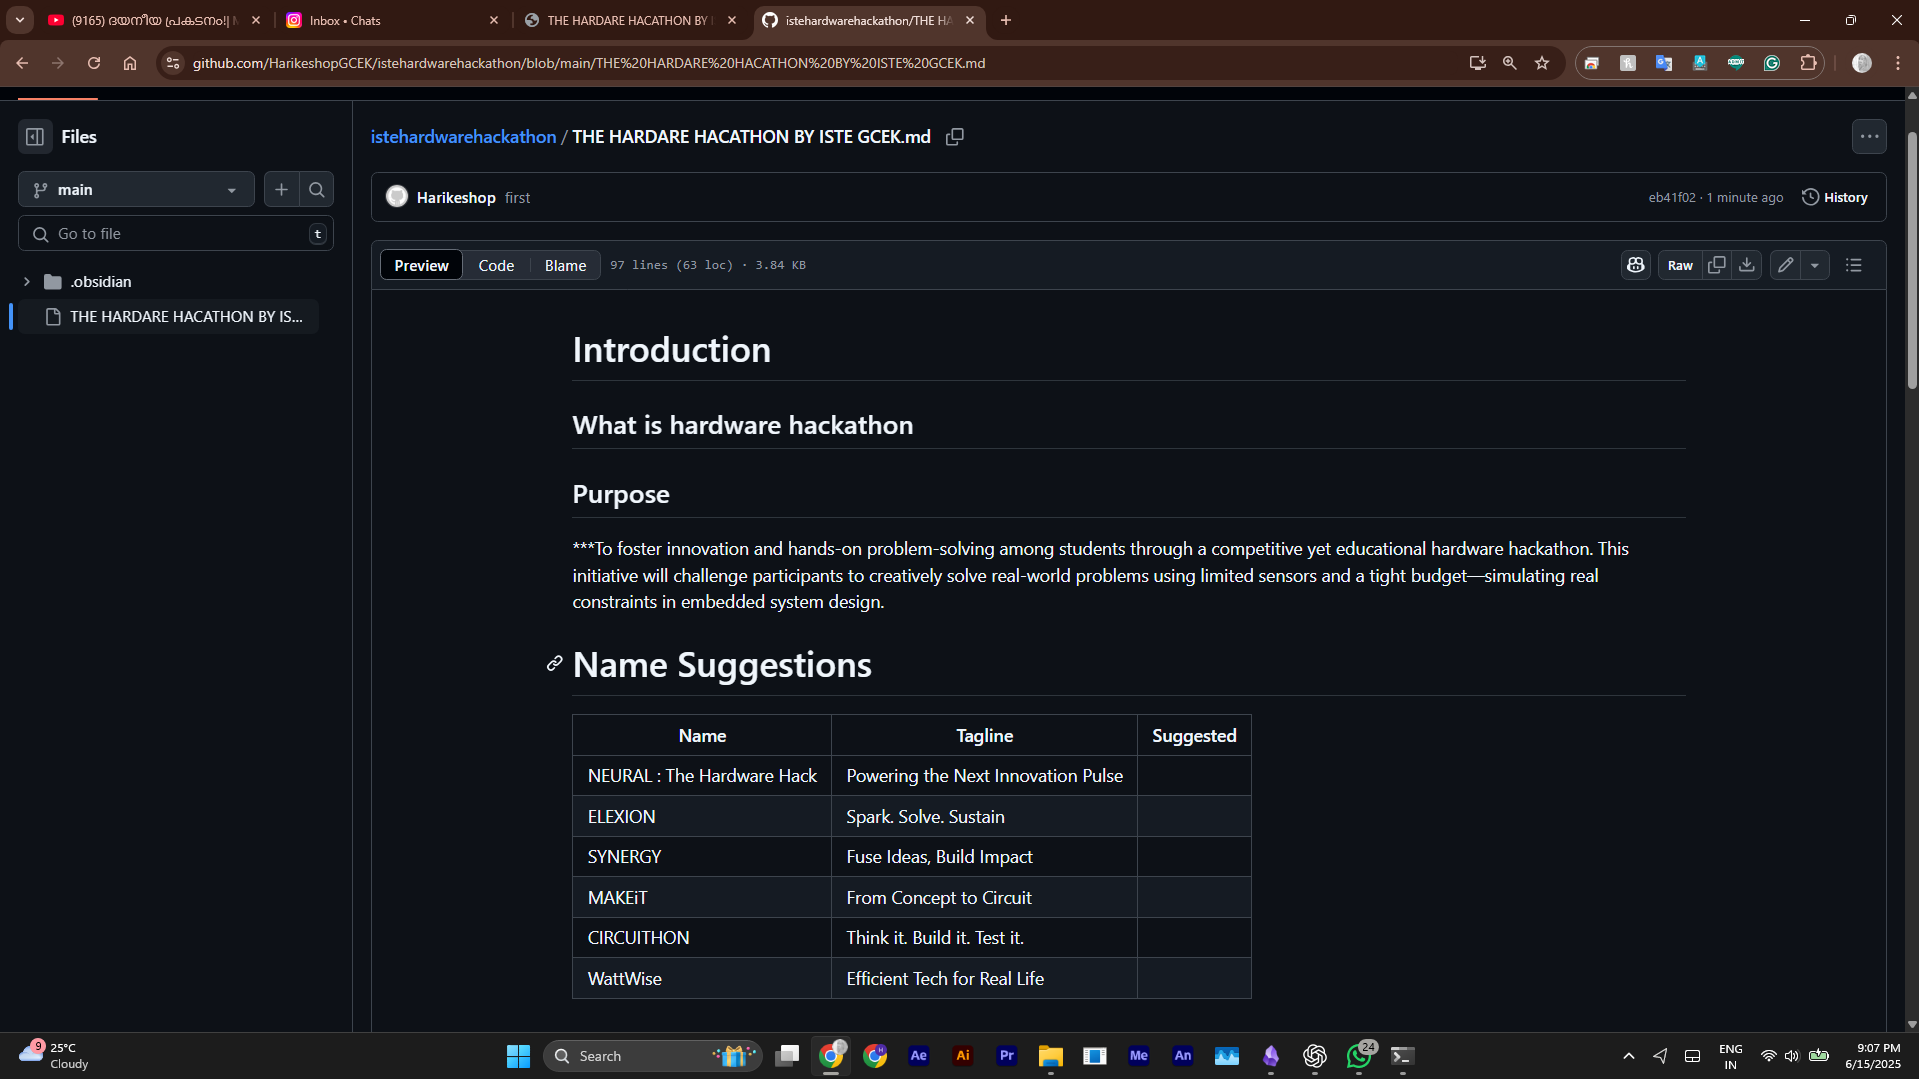 (9165) ദയനീയ പ്രകടനം!|
Inbox • Chats
THE HARDARE HACATHON BY
istehardwarehackathon/THE HA
github.com/HarikeshopGCEK/istehardwarehackathon/blob/main/THE%20HARDARE%20HACATHON%20BY%20ISTE%20GCEK.md
Files
istehardwarehackathon / THE HARDARE HACATHON BY ISTE GCEK.md
main
Harikeshop first
eb41f02 · 1 minute ago
History
Go to file
t
Preview
Code
Blame
97 lines (63 loc) · 3.84 KB
Raw
.obsidian
THE HARDARE HACATHON BY IS...
Introduction
What is hardware hackathon
Purpose
***To foster innovation and hands-on problem-solving among students through a competitive yet educational hardware hackathon. This
initiative will challenge participants to creatively solve real-world problems using limited sensors and a tight budget—simulating real
constraints in embedded system design.
Name Suggestions
Name Tagline Suggested
NEURAL : The Hardware Hack Powering the Next Innovation Pulse
ELEXION Spark. Solve. Sustain
SYNERGY Fuse Ideas, Build Impact
MAKEiT From Concept to Circuit
CIRCUITHON Think it. Build it. Test it.
WattWise Efficient Tech for Real Life
9
25°C
Cloudy
Search
Ae
Ai
Pr
Me
An
24
ENG
IN
9:07 PM
6/15/2025